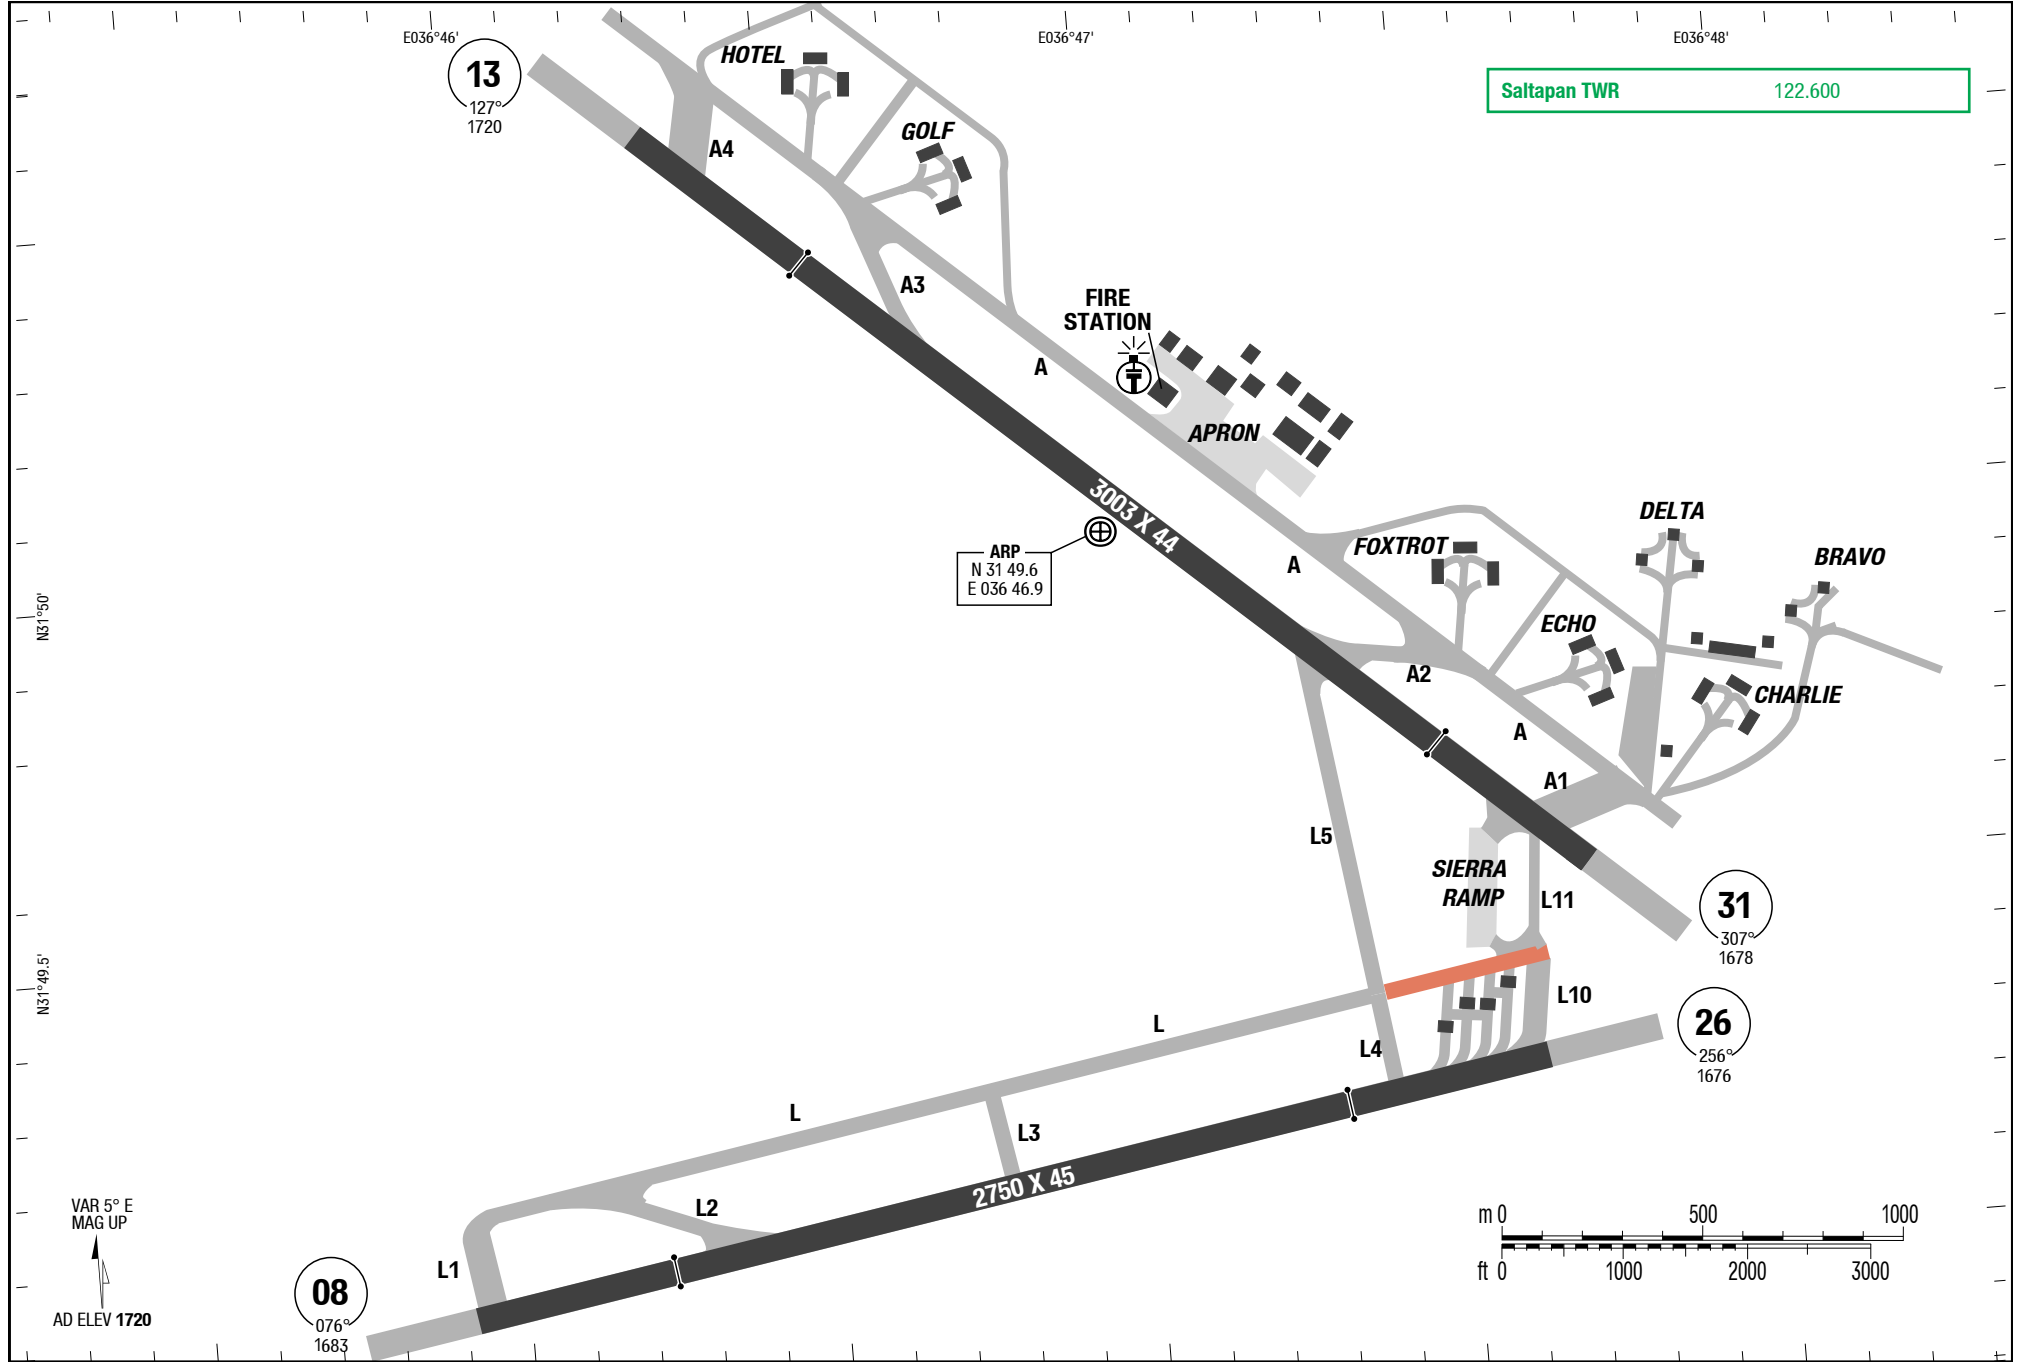 E036°46'
E036°47'
E036°48'
13
127°
1720
HOTEL
Saltapan TWR 122.600
GOLF
A4
A3
FIRE
STATION
A
APRON
3003 X 44
ARP
N 31 49.6
E 036 46.9
A
FOXTROT
DELTA
BRAVO
N31°50'
ECHO
A2
CHARLIE
A
A1
L5
SIERRA
RAMP
L11
31
307°
1678
N31°49.5'
L10
L
26
256°
1676
L4
L
L3
2750 X 45
L2
VAR 5° E
MAG UP
m 0 500 1000
ft 0 1000 2000 3000
L1
08
076°
1683
AD ELEV 1720